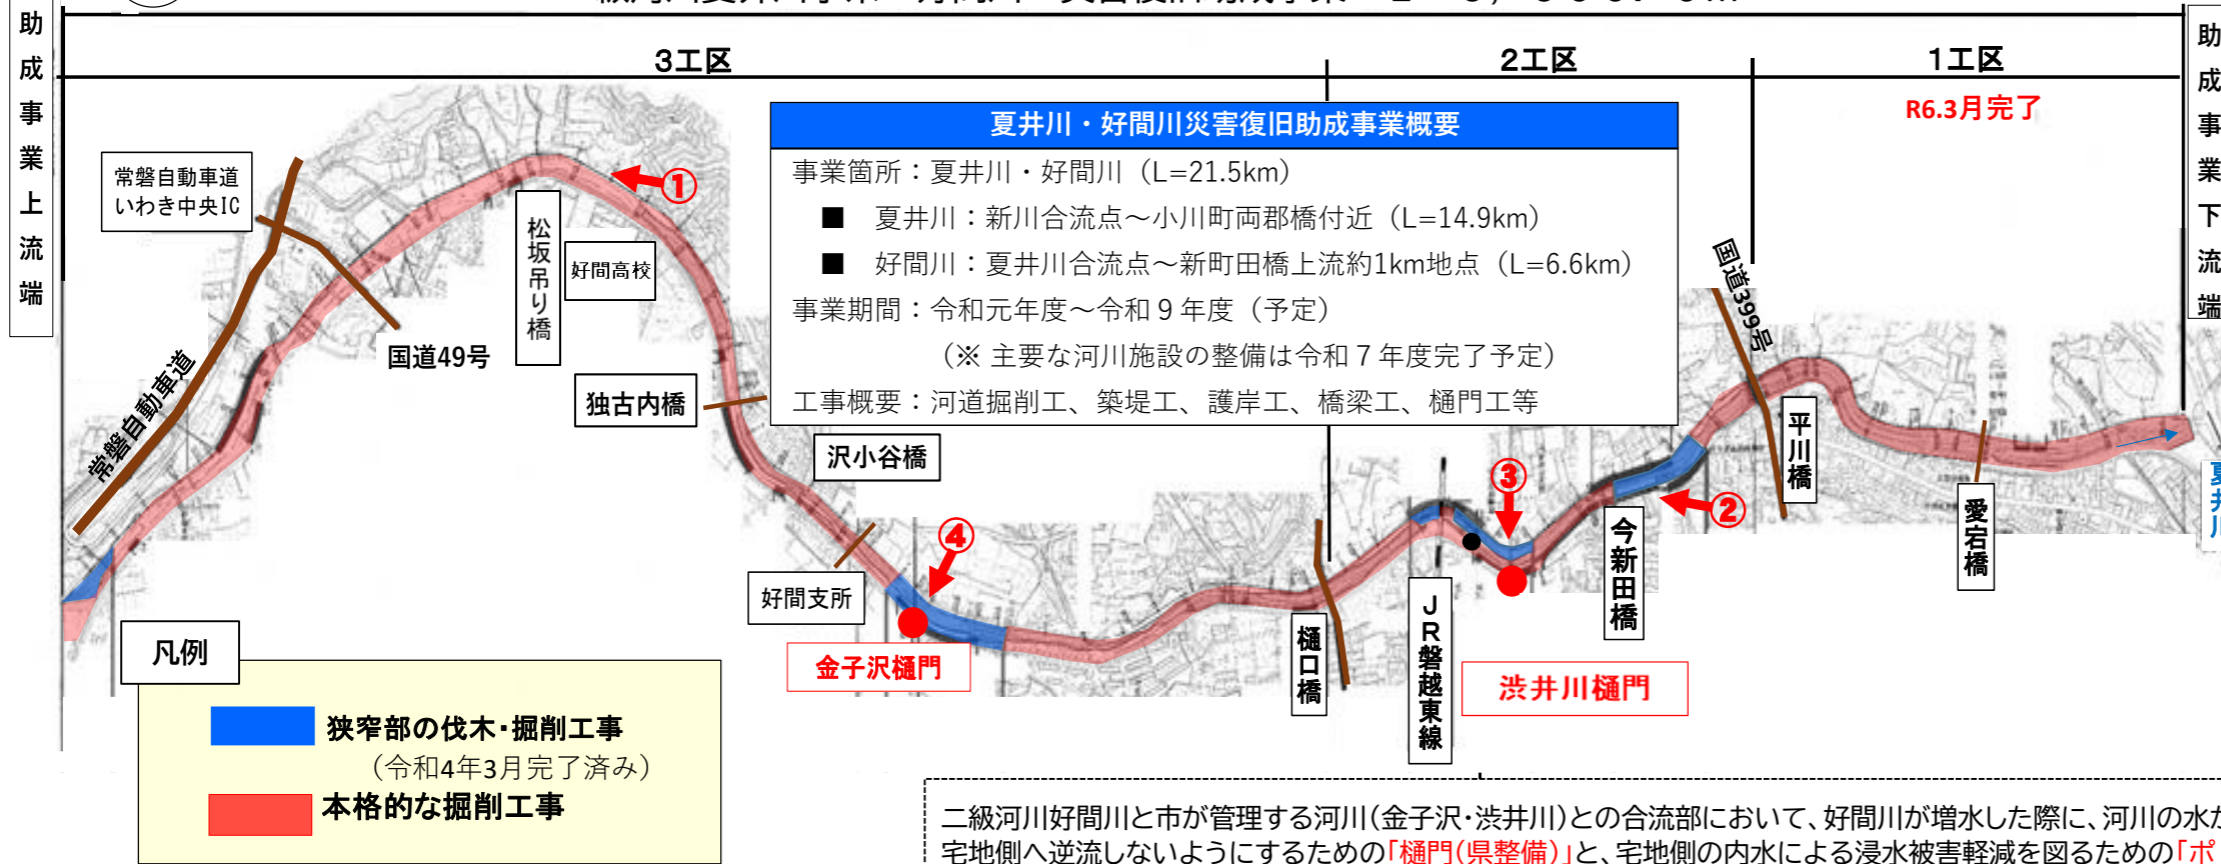 助成事業上流端
3工区
2工区
1工区
R6.3月完了
助成事業下流端
夏井川・好間川災害復旧助成事業概要
事業箇所：夏井川・好間川（L=21.5km）
■ 夏井川：新川合流点～小川町両郡橋付近（L=14.9km）
■ 好間川：夏井川合流点～新町田橋上流約1km地点（L=6.6km）
事業期間：令和元年度～令和９年度（予定）
（※ 主要な河川施設の整備は令和７年度完了予定）
工事概要：河道掘削工、築堤工、護岸工、橋梁工、樋門工等
常磐自動車道
いわき中央IC
①
松坂吊り橋
好間高校
国道49号
常磐自動車道
独古内橋
沢小谷橋
国道399号
平川橋
③
②
④
今新田橋
愛宕橋
夏井川
好間支所
金子沢樋門
樋口橋
ＪＲ磐越東線
渋井川樋門
凡例
狭窄部の伐木・掘削工事
（令和4年3月完了済み）
本格的な掘削工事
二級河川好間川と市が管理する河川（金子沢・渋井川）との合流部において、好間川が増水した際に、河川の水が
宅地側へ逆流しないようにするための「樋門（県整備）」と、宅地側の内水による浸水被害軽減を図るための「ポ